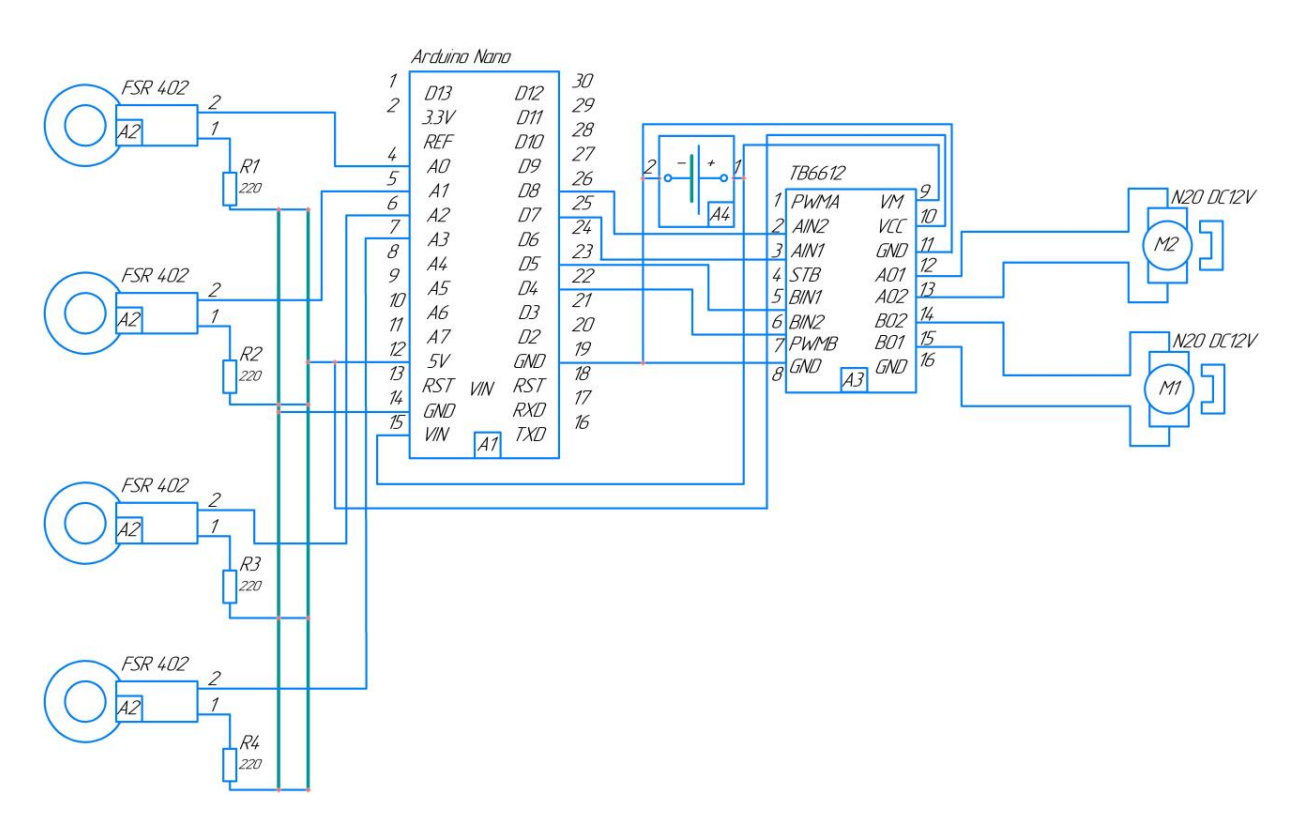 Arduino Nano
FSR 402
2
1
A2
R1
220
FSR 402
2
1
A2
R2
220
FSR 402
2
1
A2
R3
220
FSR 402
2
1
A2
R4
220
1
2
4
5
6
7
8
9
10
11
12
13
14
15
D13
3.3V
REF
A0
A1
A2
A3
A4
A5
A6
A7
5V
RST
GND
VIN
VIN
A1
D12
D11
D10
D9
D8
D7
D6
D5
D4
D3
D2
GND
RST
RXD
TXD
30
29
28
27
26
25
24
23
22
21
20
19
18
17
16
2
-
+
1
A4
TB6612
1
2
3
4
5
6
7
8
PWMA
AIN2
AIN1
STB
BIN1
BIN2
PWMB
GND
A3
VM
VCC
GND
AO1
AO2
BO2
BO1
GND
9
10
11
12
13
14
15
16
N20 DC12V
M2
N20 DC12V
M1